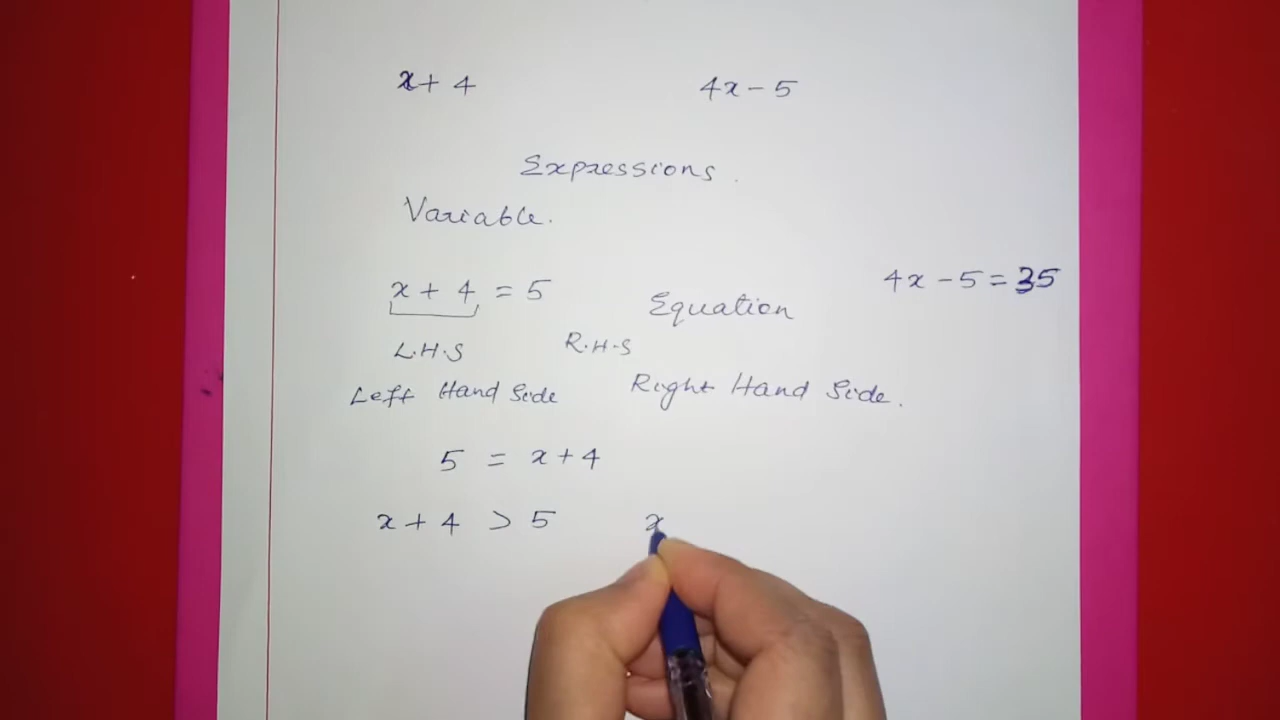 x + 4 4x - 5
Expressions.
Variable.
x + 4 = 5 Equation 4x - 5 = 35
L.H.S R.H.S
Left Hand Side Right Hand Side.
5 = x + 4
x + 4 > 5 x